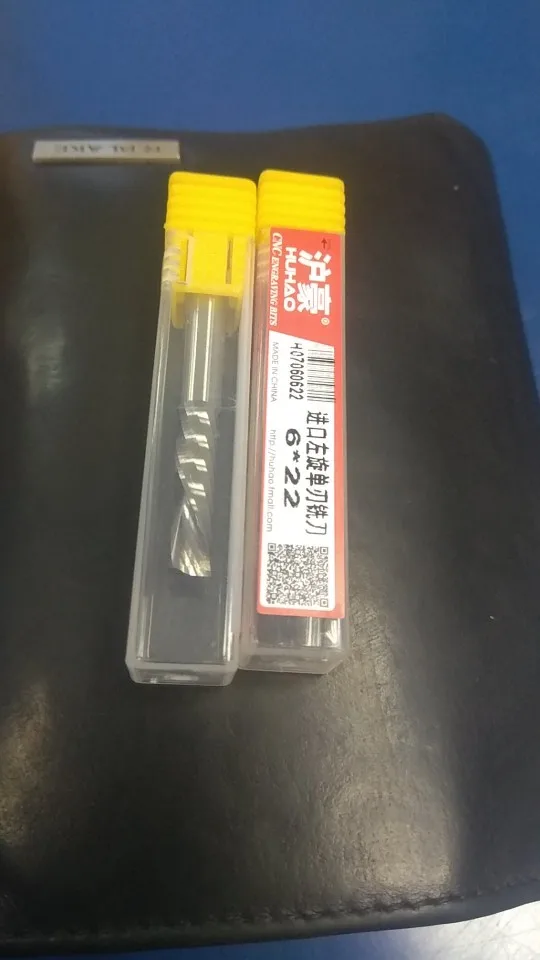 沪豪®
HUHAO
CNC ENGRAVING BITS
H07060622
MADE IN CHINA
进口左旋单刃铣刀
6*22
http://huhao.tmall.com